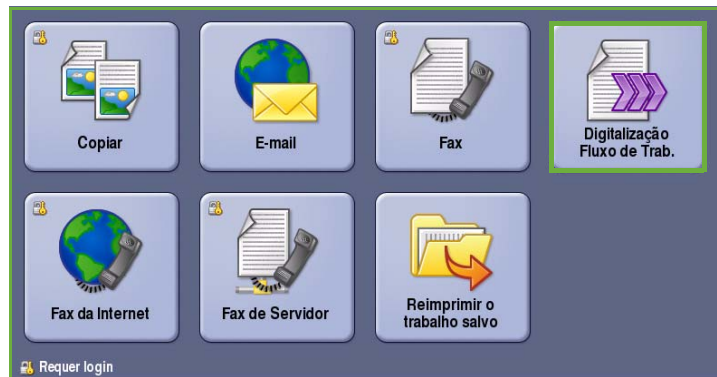 Copiar
E-mail
Fax
Digitalização
Fluxo de Trab.
Fax da Internet
Fax de Servidor
Reimprimir o
trabalho salvo
Requer login